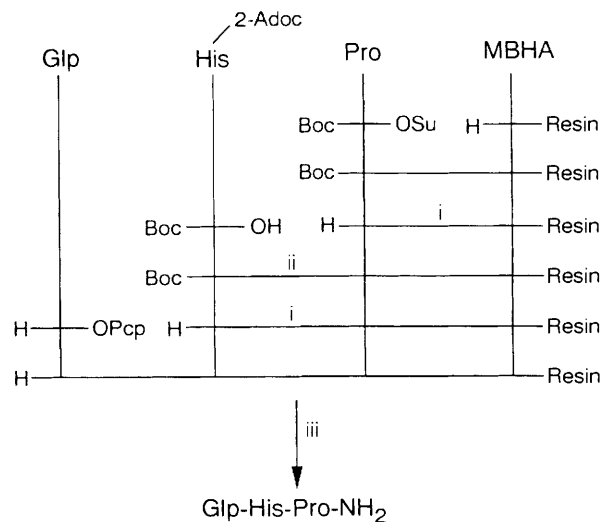 2-Adoc
Glp His Pro MBHA
Boc OSu H Resin
Boc Resin
Boc OH H i Resin
Boc ii Resin
H OPcp H i Resin
H Resin
iii
Glp-His-Pro-NH₂